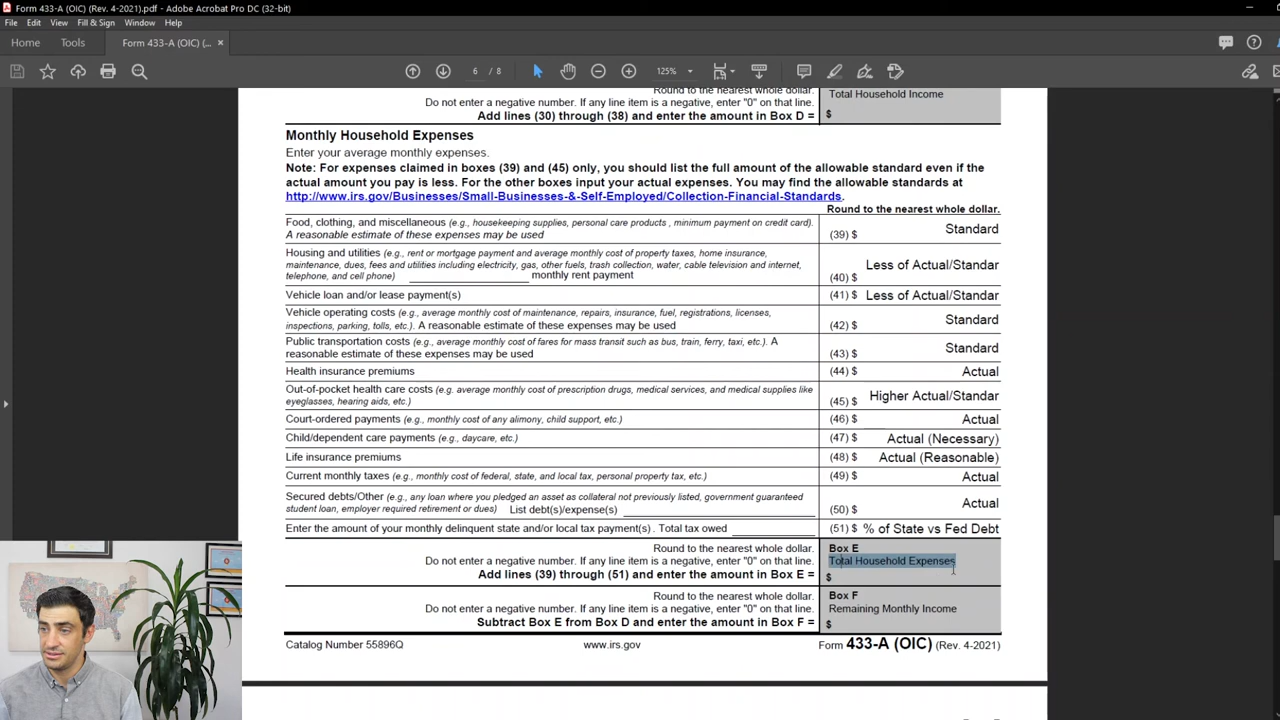 Form 433-A (OIC) (Rev. 4-2021).pdf - Adobe Acrobat Pro DC (32-bit)
File Edit View Fill & Sign Window Help
Home Tools Form 433-A (OIC) (... ×
6 / 8 125%
Round to the nearest whole dollar.
Do not enter a negative number. If any line item is a negative, enter "0" on that line.
Add lines (30) through (38) and enter the amount in Box D =
Total Household Income
$
Monthly Household Expenses
Enter your average monthly expenses.
Note: For expenses claimed in boxes (39) and (45) only, you should list the full amount of the allowable standard even if the
actual amount you pay is less. For the other boxes input your actual expenses. You may find the allowable standards at
http://www.irs.gov/Businesses/Small-Businesses-&-Self-Employed/Collection-Financial-Standards.
Round to the nearest whole dollar.
Food, clothing, and miscellaneous (e.g., housekeeping supplies, personal care products , minimum payment on credit card).
A reasonable estimate of these expenses may be used
(39) $ Standard
Housing and utilities (e.g., rent or mortgage payment and average monthly cost of property taxes, home insurance,
maintenance, dues, fees and utilities including electricity, gas, other fuels, trash collection, water, cable television and internet,
telephone, and cell phone) monthly rent payment
(40) $ Less of Actual/Standar
Vehicle loan and/or lease payment(s) (41) $ Less of Actual/Standar
Vehicle operating costs (e.g., average monthly cost of maintenance, repairs, insurance, fuel, registrations, licenses,
inspections, parking, tolls, etc.). A reasonable estimate of these expenses may be used
(42) $ Standard
Public transportation costs (e.g., average monthly cost of fares for mass transit such as bus, train, ferry, taxi, etc.). A
reasonable estimate of these expenses may be used
(43) $ Standard
Health insurance premiums (44) $ Actual
Out-of-pocket health care costs (e.g. average monthly cost of prescription drugs, medical services, and medical supplies like
eyeglasses, hearing aids, etc.)
(45) $ Higher Actual/Standar
Court-ordered payments (e.g., monthly cost of any alimony, child support, etc.) (46) $ Actual
Child/dependent care payments (e.g., daycare, etc.) (47) $ Actual (Necessary)
Life insurance premiums (48) $ Actual (Reasonable)
Current monthly taxes (e.g., monthly cost of federal, state, and local tax, personal property tax, etc.) (49) $ Actual
Secured debts/Other (e.g., any loan where you pledged an asset as collateral not previously listed, government guaranteed
student loan, employer required retirement or dues) List debt(s)/expense(s)
(50) $ Actual
Enter the amount of your monthly delinquent state and/or local tax payment(s) . Total tax owed (51) $ % of State vs Fed Debt
Round to the nearest whole dollar.
Do not enter a negative number. If any line item is a negative, enter "0" on that line.
Add lines (39) through (51) and enter the amount in Box E =
Box E
Total Household Expenses
$
Round to the nearest whole dollar.
Do not enter a negative number. If any line item is a negative, enter "0" on that line.
Subtract Box E from Box D and enter the amount in Box F =
Box F
Remaining Monthly Income
$
Catalog Number 55896Q www.irs.gov Form 433-A (OIC) (Rev. 4-2021)